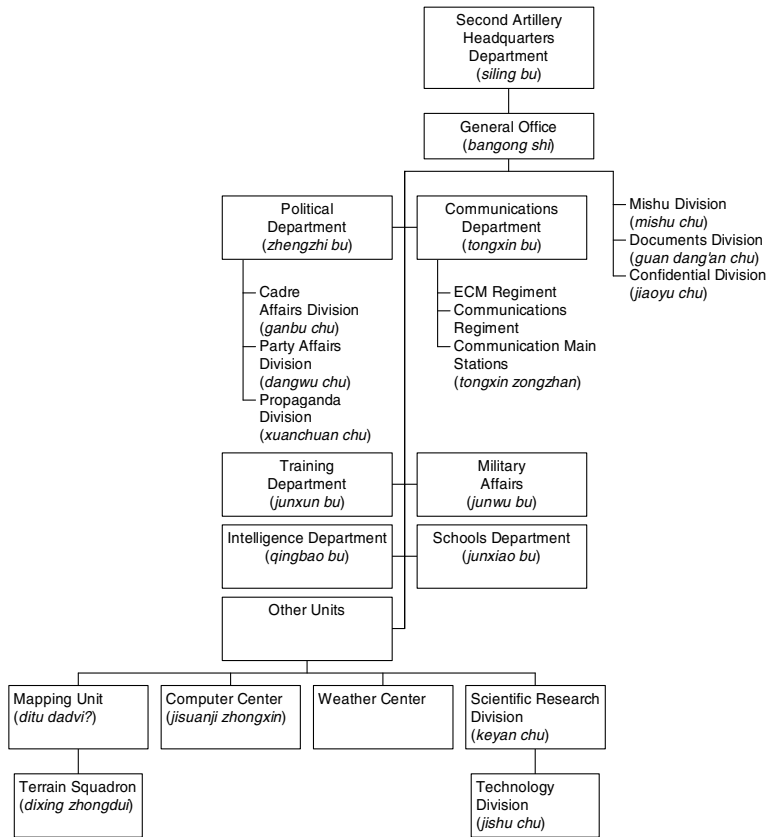 Second Artillery
Headquarters
Department
(siling bu)
General Office
(bangong shi)
Mishu Division
(mishu chu)
Documents Division
(guan dang'an chu)
Confidential Division
(jiaoyu chu)
Political
Department
(zhengzhi bu)
Communications
Department
(tongxin bu)
Cadre
Affairs Division
(ganbu chu)
Party Affairs
Division
(dangwu chu)
Propaganda
Division
(xuanchuan chu)
ECM Regiment
Communications
Regiment
Communication Main
Stations
(tongxin zongzhan)
Training
Department
(junxun bu)
Military
Affairs
(junwu bu)
Intelligence Department
(qingbao bu)
Schools Department
(junxiao bu)
Other Units
Mapping Unit
(ditu dadvi?)
Computer Center
(jisuanji zhongxin)
Weather Center
Scientific Research
Division
(keyan chu)
Terrain Squadron
(dixing zhongdui)
Technology
Division
(jishu chu)